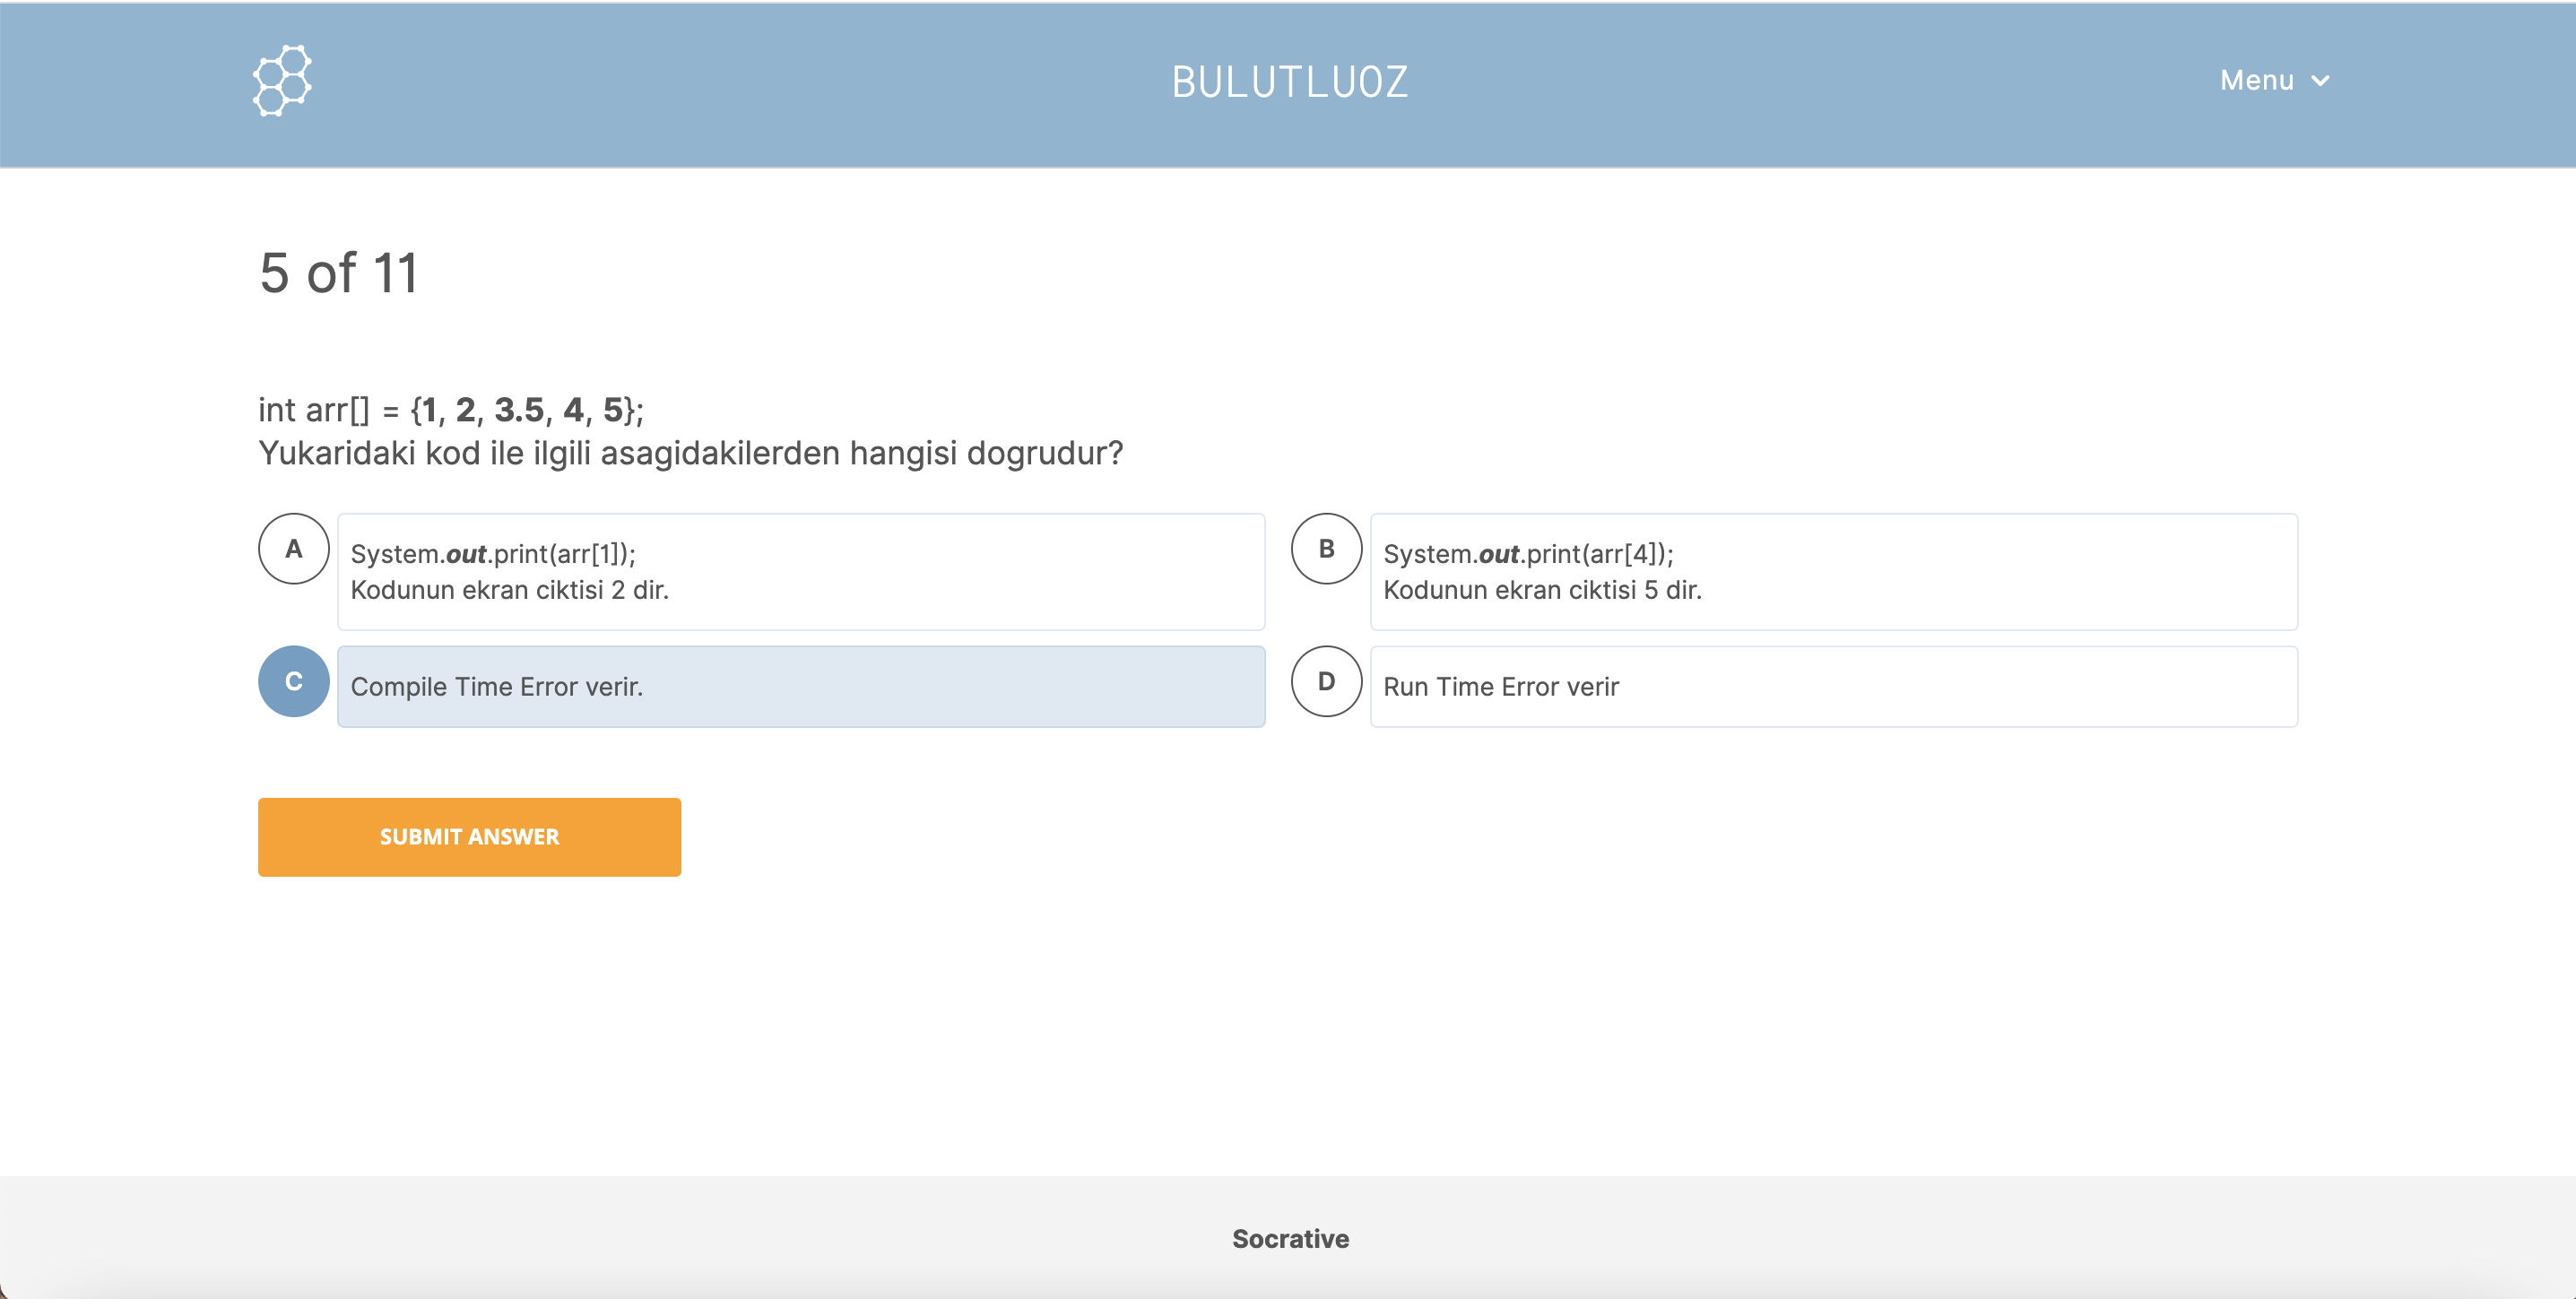 BULUTLUOZ
Menu
5 of 11
int arr[] = {1, 2, 3.5, 4, 5};
Yukaridaki kod ile ilgili asagidakilerden hangisi dogrudur?
A
System.out.print(arr[1]);
Kodunun ekran ciktisi 2 dir.
B
System.out.print(arr[4]);
Kodunun ekran ciktisi 5 dir.
C
Compile Time Error verir.
D
Run Time Error verir
SUBMIT ANSWER
Socrative